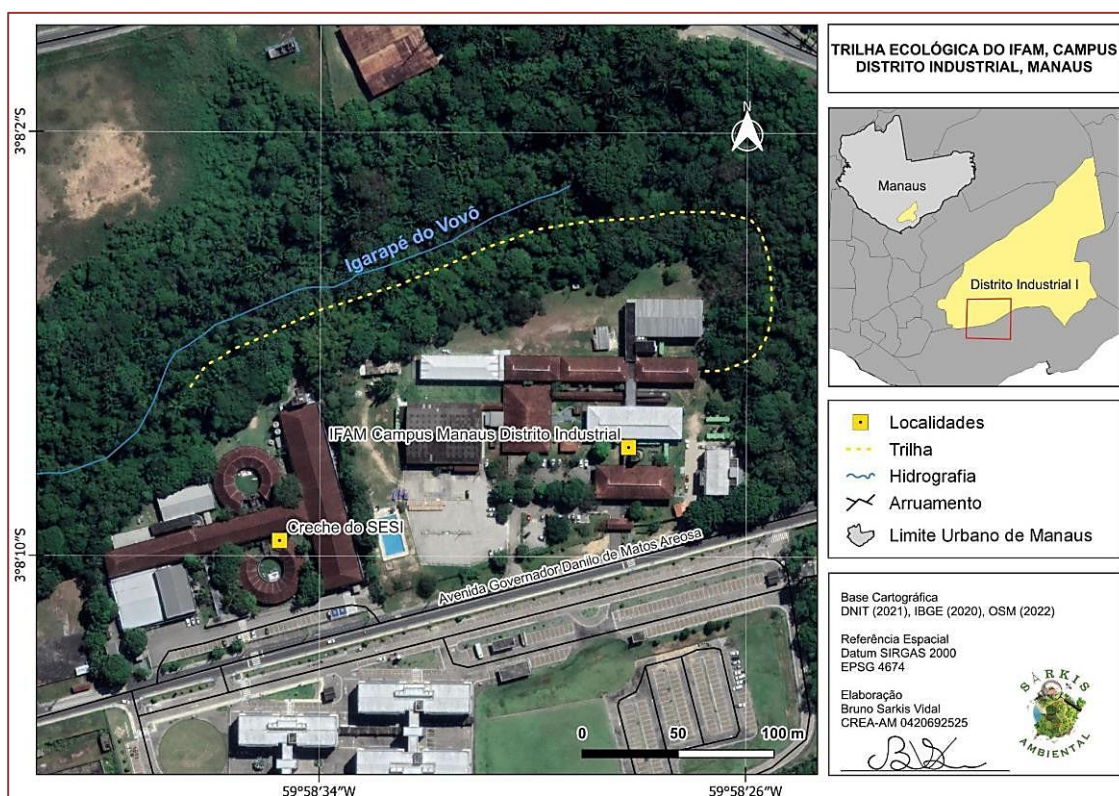 TRILHA ECOLÓGICA DO IFAM, CAMPUS
DISTRITO INDUSTRIAL, MANAUS
3°8'2"S
3°8'10"S
59°58'34"W
59°58'26"W
N
Igarapé do Vovô
IFAM Campus Manaus Distrito Industrial
Creche do SESI
Avenida Governador Danilo de Matos Areosa
0 50 100 m
Manaus
Distrito Industrial I
Localidades
Trilha
Hidrografia
Arruamento
Limite Urbano de Manaus
Base Cartográfica
DNIT (2021), IBGE (2020), OSM (2022)
Referência Espacial
Datum SIRGAS 2000
EPSG 4674
Elaboração
Bruno Sarkis Vidal
CREA-AM 0420692525
SÁRKIS
AMBIENTAL